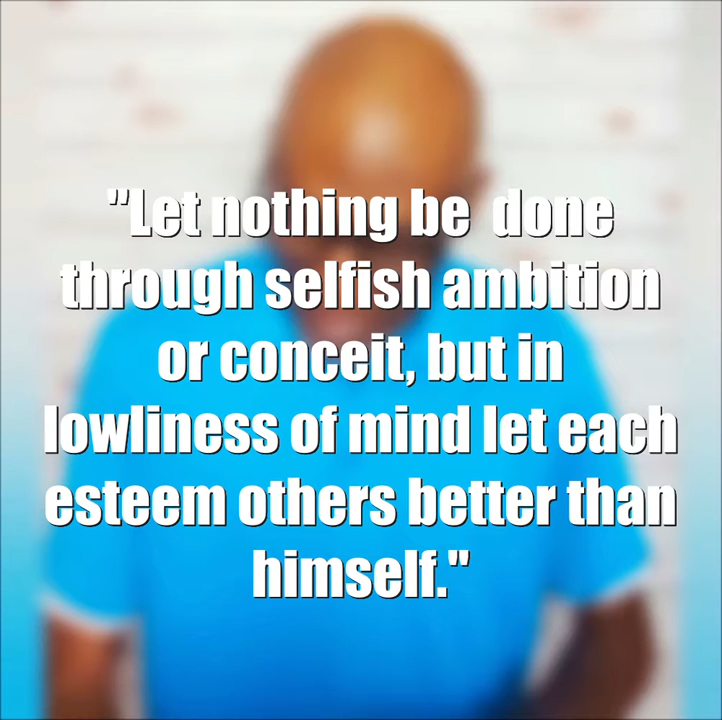 "Let nothing be  done
through selfish ambition
or conceit, but in
lowliness of mind let each
esteem others better than
himself."